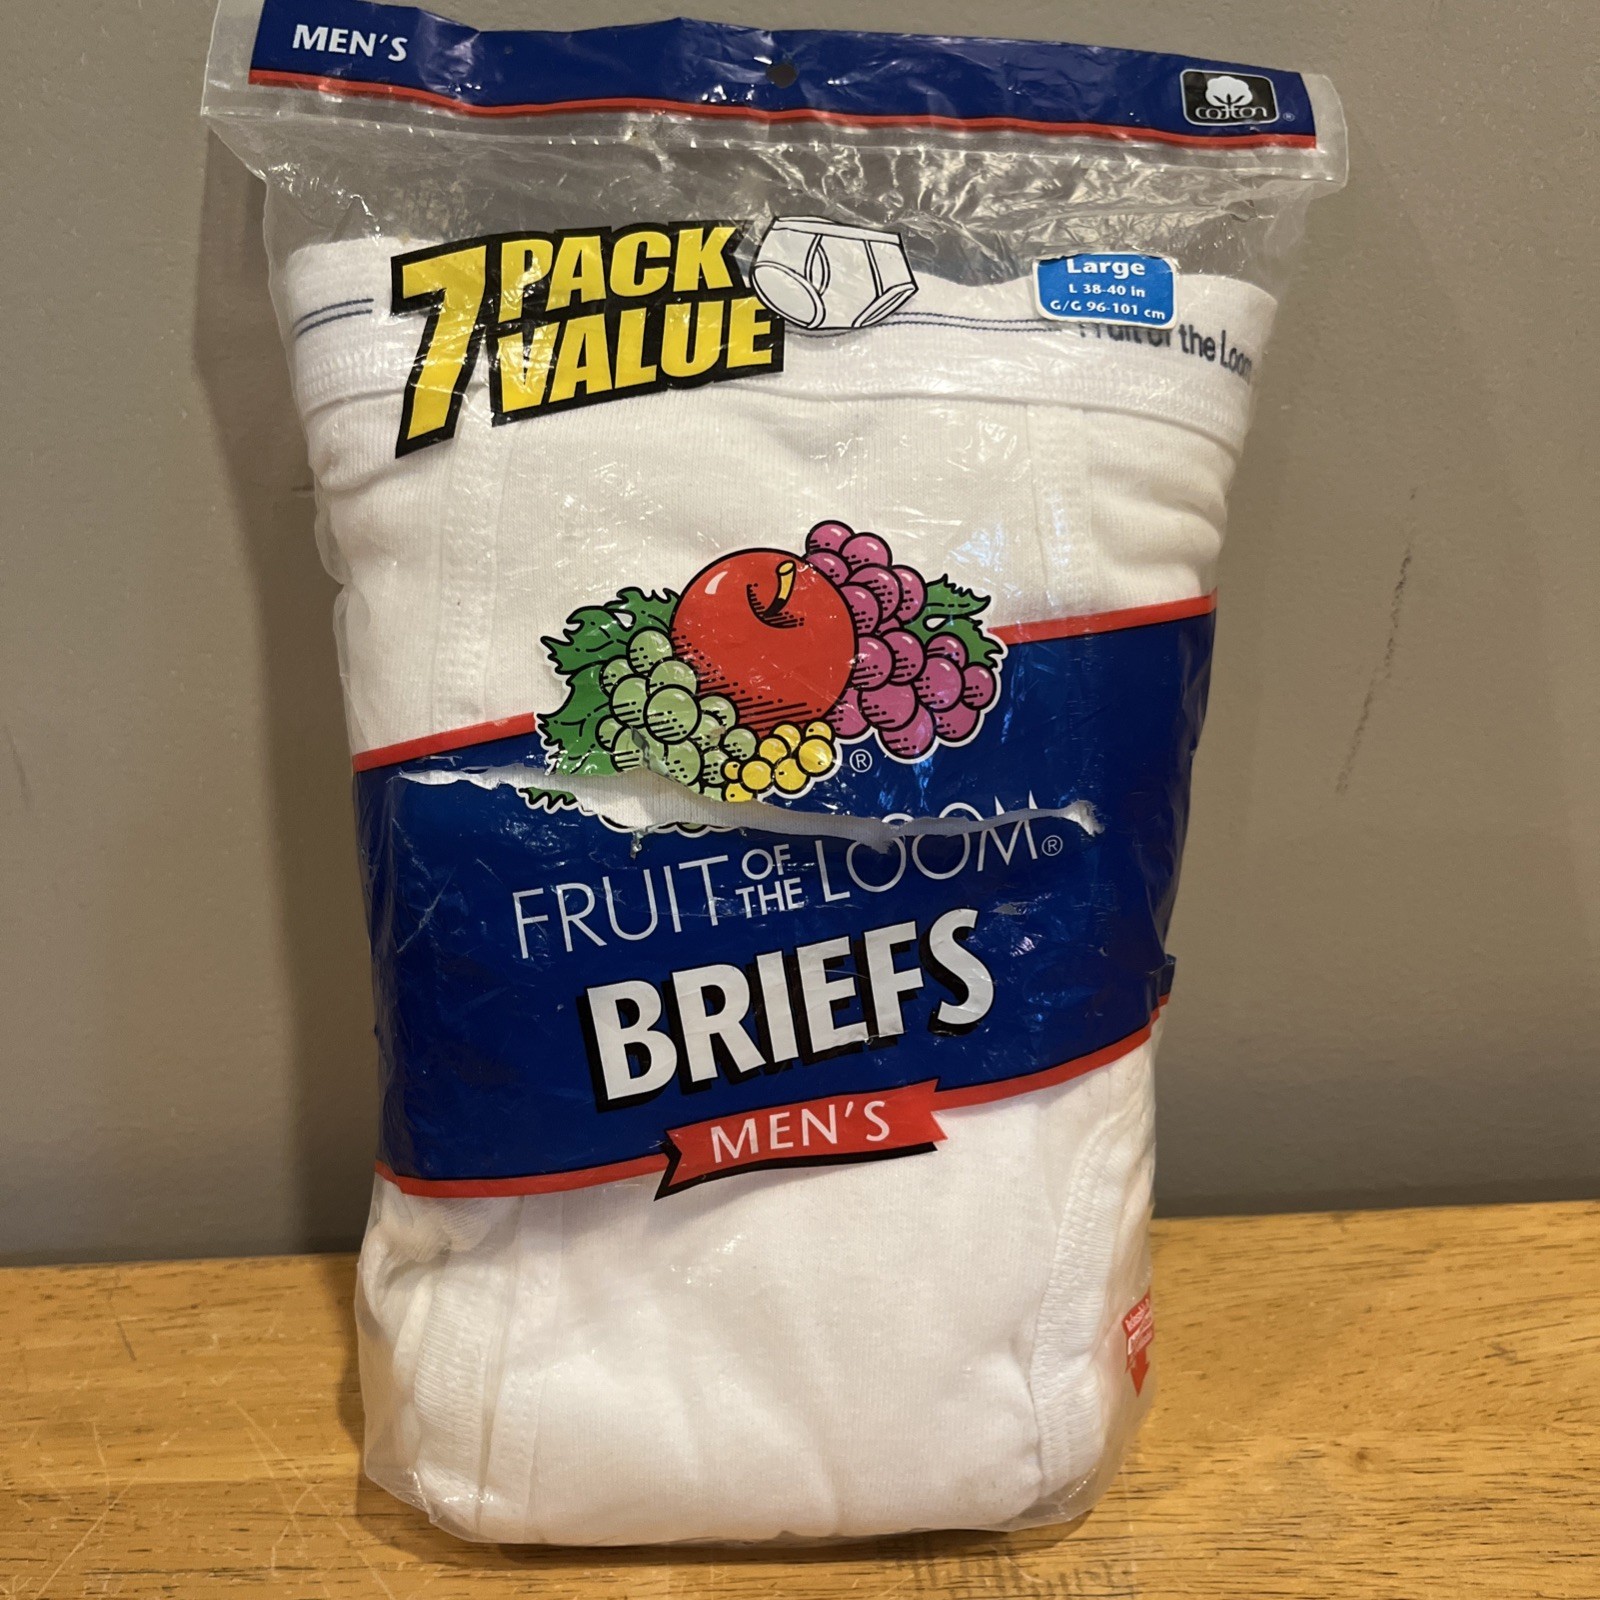 MEN'S
cotton
®
7 PACK
VALUE
Large
L 38-40 in
G/G 96-101 cm
Fruit of the Loom
®
FRUIT OF THE LOOM®
BRIEFS
MEN'S